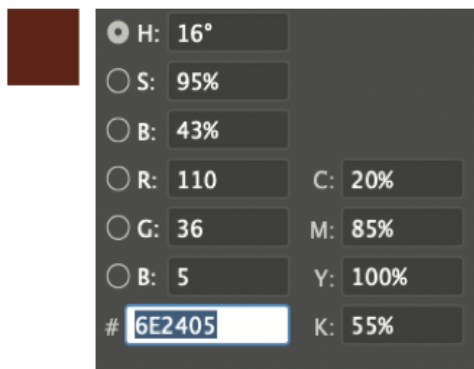 H: 16°
S: 95%
B: 43%
R: 110 C: 20%
G: 36 M: 85%
B: 5 Y: 100%
# 6E2405 K: 55%